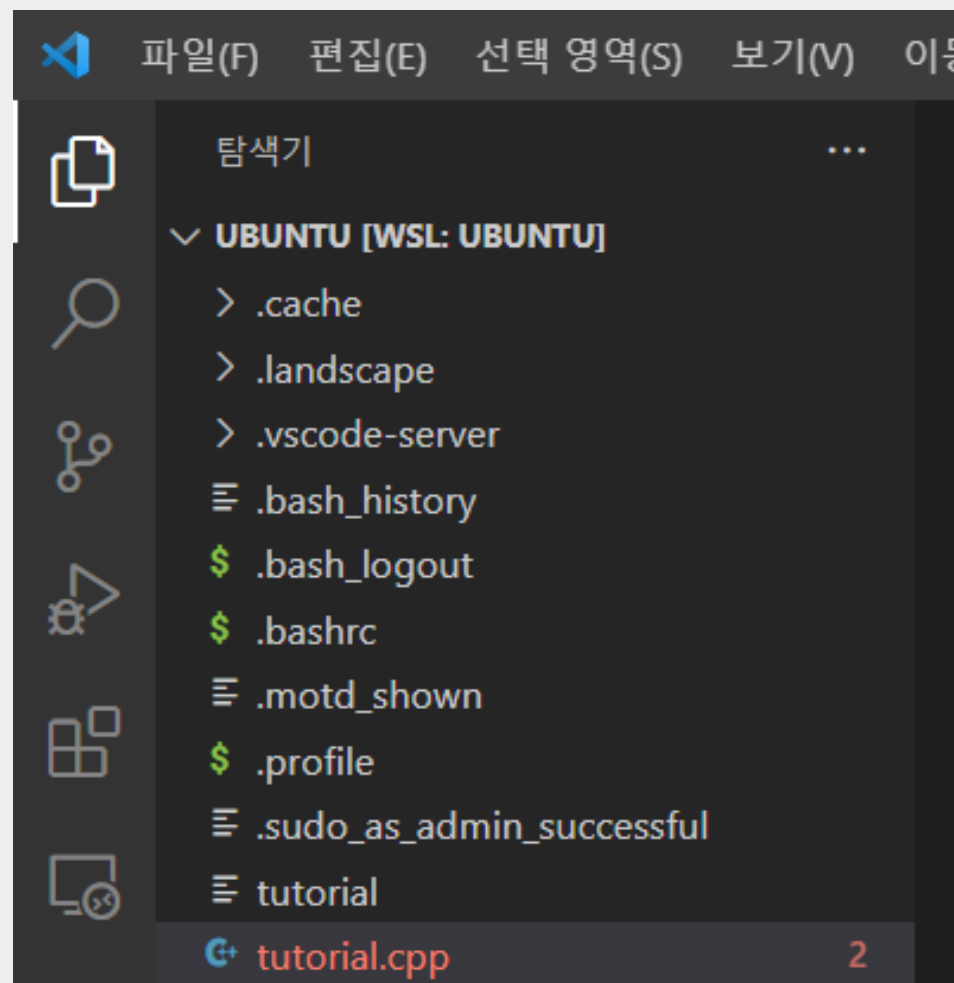 파일(F) 편집(E) 선택 영역(S) 보기(V)
탐색기 ···
UBUNTU [WSL: UBUNTU]
.cache
.landscape
.vscode-server
.bash_history
$ .bash_logout
$ .bashrc
.motd_shown
$ .profile
.sudo_as_admin_successful
tutorial
tutorial.cpp 2